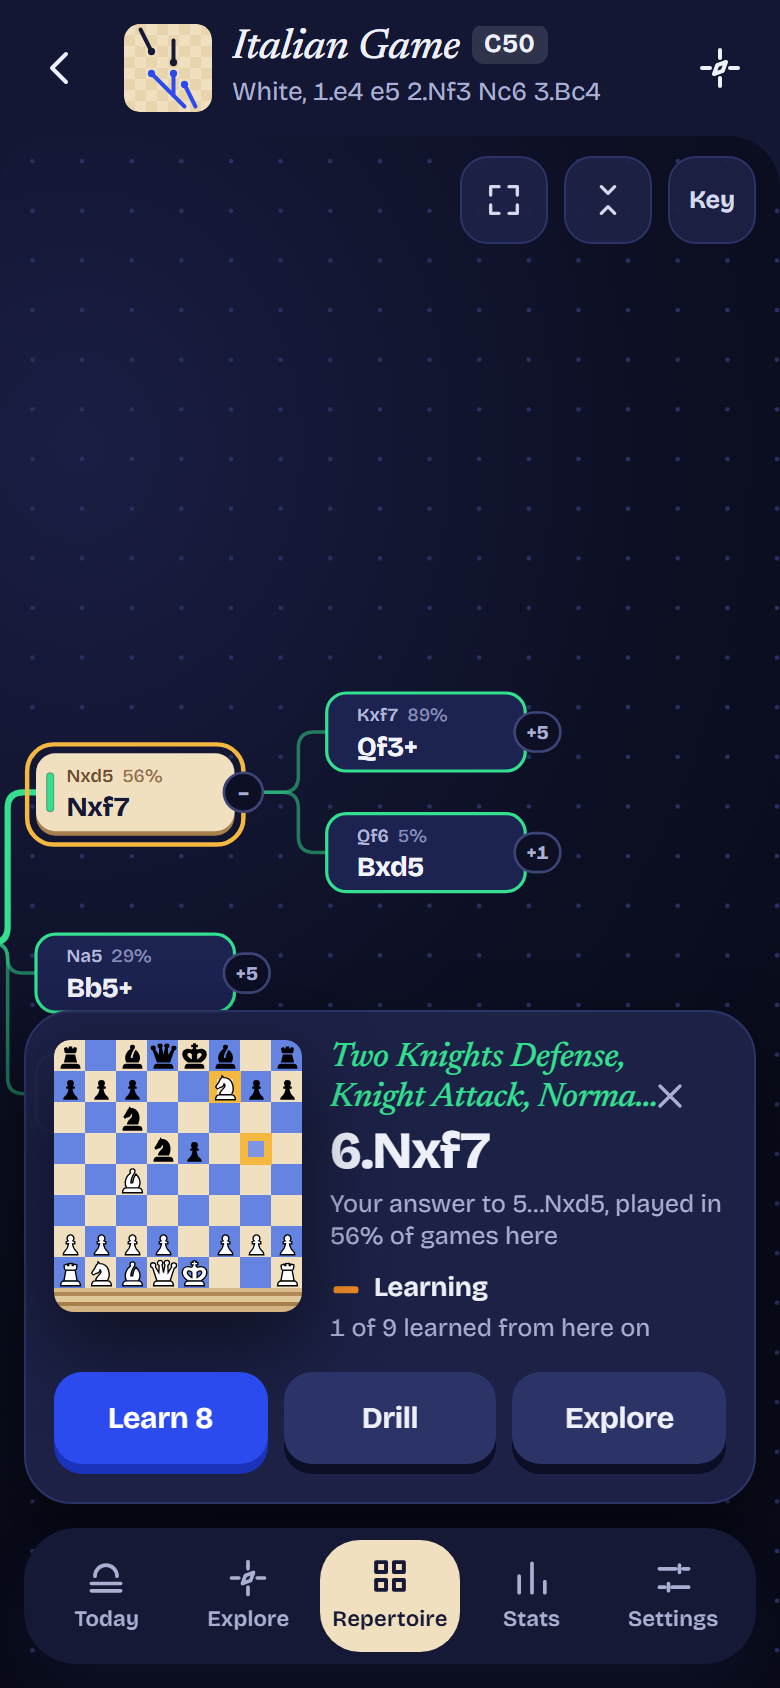 Italian Game C50
White, 1.e4 e5 2.Nf3 Nc6 3.Bc4
Key
Kxf7 89%
Qf3+
+5
Nxd5 56%
Nxf7
–
Qf6 5%
Bxd5
+1
Na5 29%
Bb5+
+5
Two Knights Defense,
Knight Attack, Norma...
6.Nxf7
Your answer to 5...Nxd5, played in
56% of games here
Learning
1 of 9 learned from here on
Learn 8
Drill
Explore
Today
Explore
Repertoire
Stats
Settings